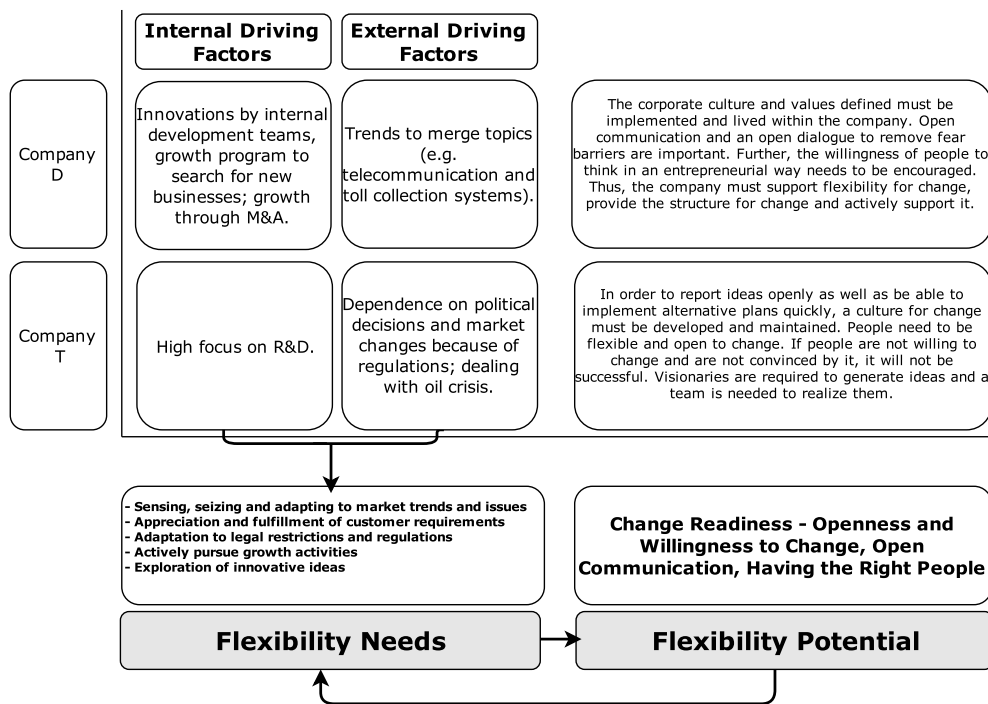 Internal Driving
Factors
External Driving
Factors
Company
D
Innovations by internal
development teams,
growth program to
search for new
businesses; growth
through M&A.
Trends to merge topics
(e.g.
telecommunication and
toll collection systems).
The corporate culture and values defined must be
implemented and lived within the company. Open
communication and an open dialogue to remove fear
barriers are important. Further, the willingness of people to
think in an entrepreneurial way needs to be encouraged.
Thus, the company must support flexibility for change,
provide the structure for change and actively support it.
Company
T
High focus on R&D.
Dependence on political
decisions and market
changes because of
regulations; dealing
with oil crisis.
In order to report ideas openly as well as be able to
implement alternative plans quickly, a culture for change
must be developed and maintained. People need to be
flexible and open to change. If people are not willing to
change and are not convinced by it, it will not be
successful. Visionaries are required to generate ideas and a
team is needed to realize them.
- Sensing, seizing and adapting to market trends and issues
- Appreciation and fulfillment of customer requirements
- Adaptation to legal restrictions and regulations
- Actively pursue growth activities
- Exploration of innovative ideas
Change Readiness - Openness and
Willingness to Change, Open
Communication, Having the Right People
Flexibility Needs
Flexibility Potential